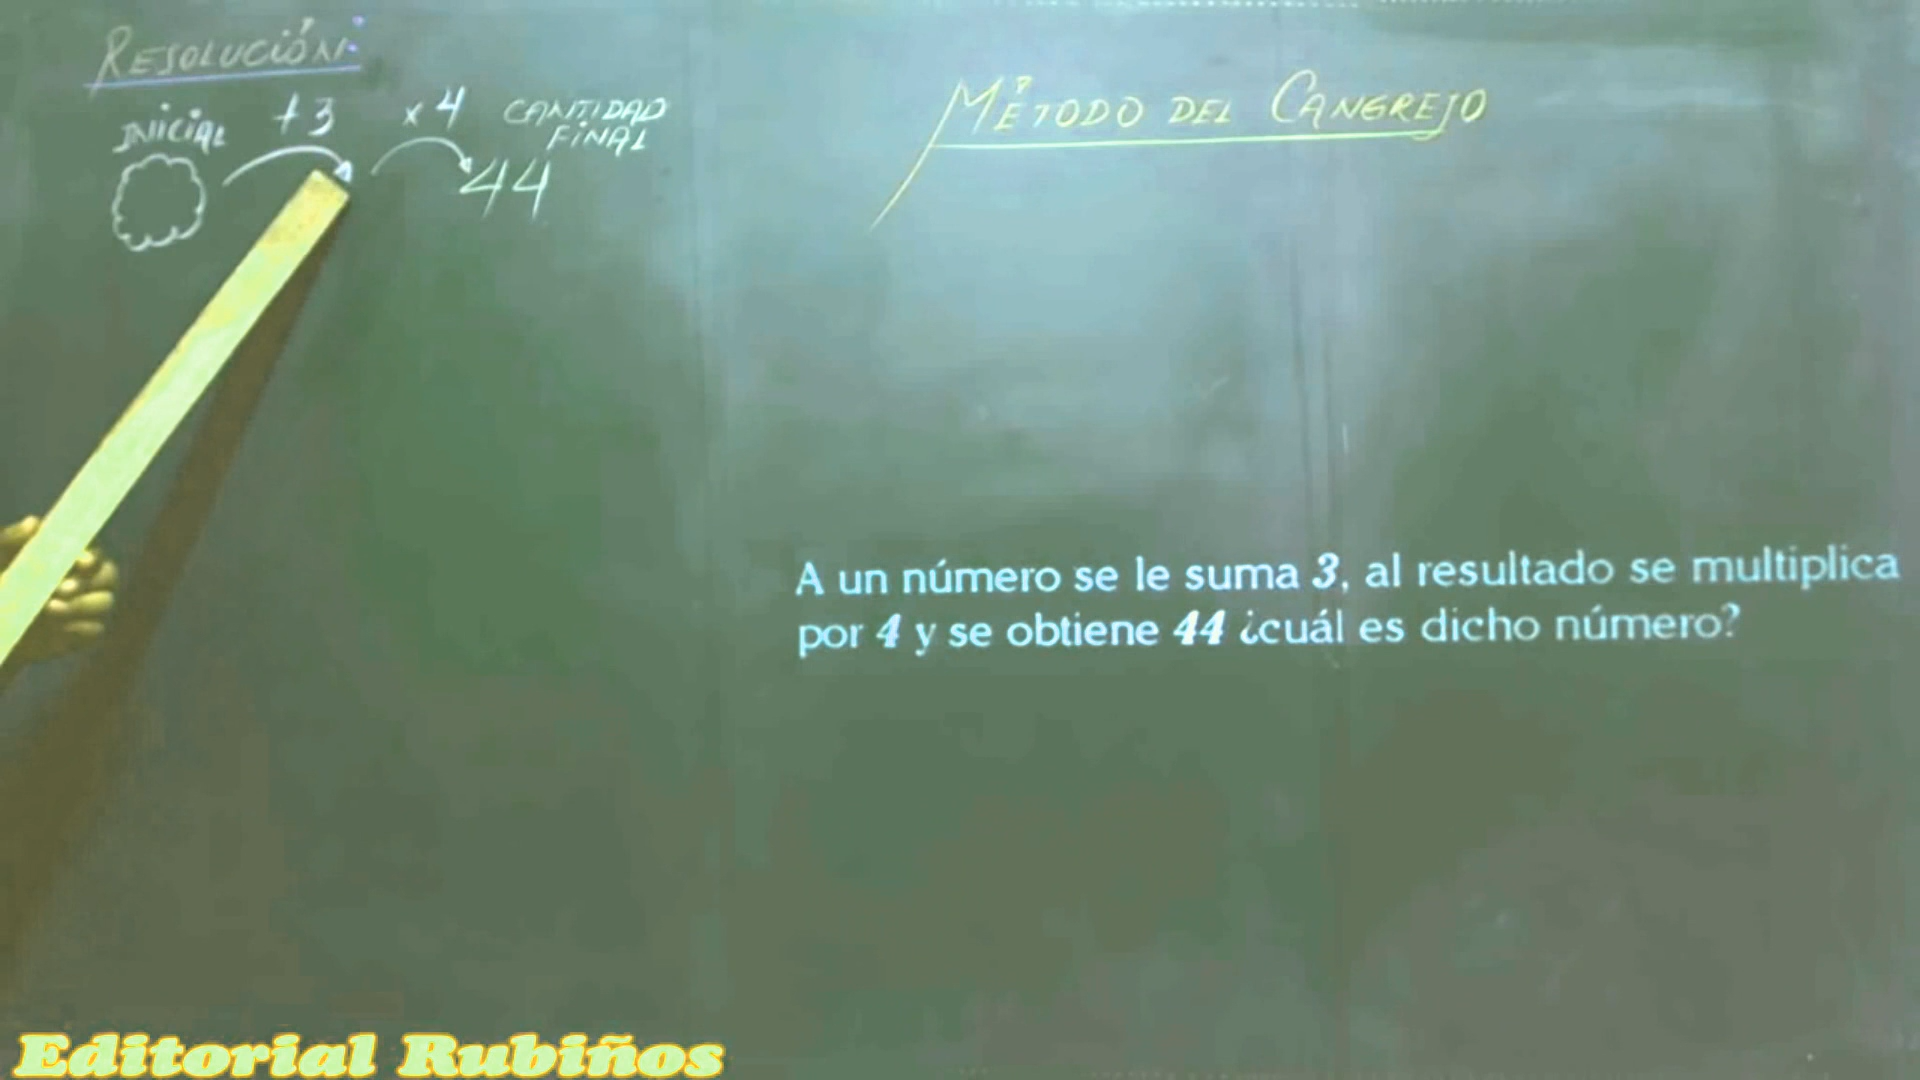 RESOLUCIÓN:
INICIAL +3 x4 CANTIDAD
FINAL
44
MÉTODO DEL CANGREJO
A un número se le suma 3, al resultado se multiplica
por 4 y se obtiene 44 ¿cuál es dicho número?
Editorial Rubiños